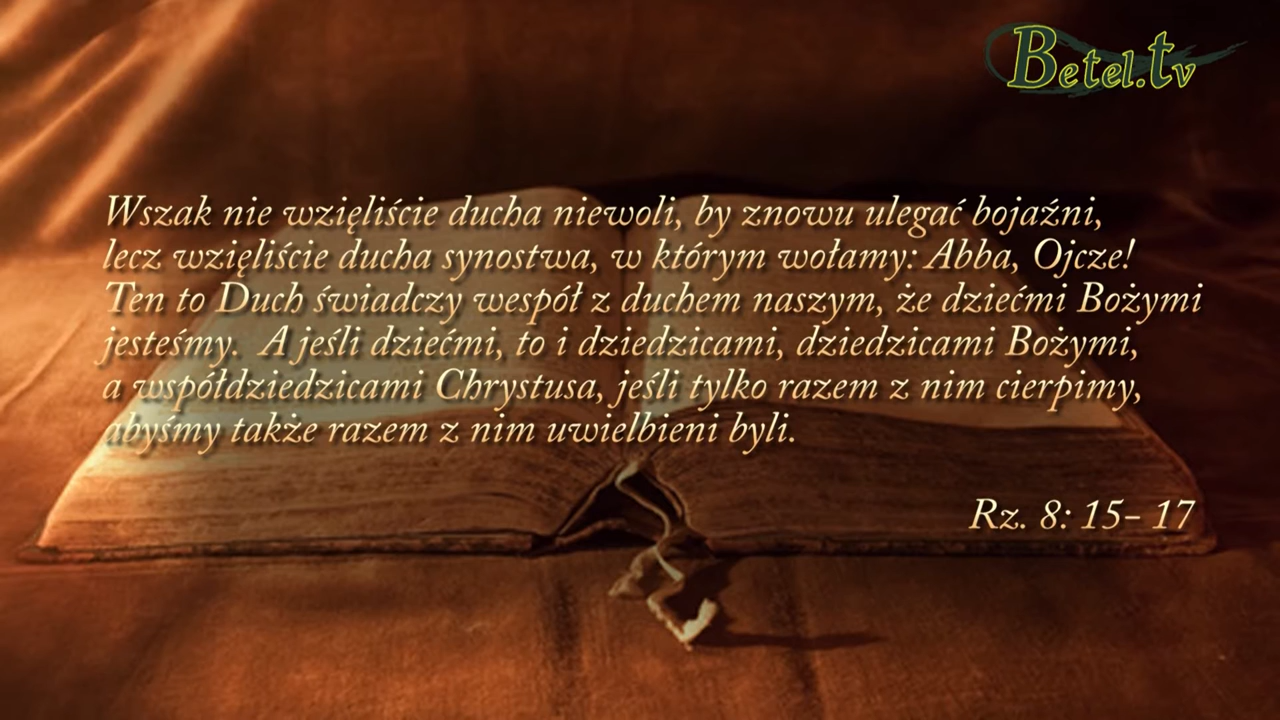 Betel.tv
Wszak nie wzięliście ducha niewoli, by znowu ulegać bojaźni,
lecz wzięliście ducha synostwa, w którym wołamy: Abba, Ojcze!
Ten to Duch świadczy wespół z duchem naszym, że dziećmi Bożymi
jesteśmy. A jeśli dziećmi, to i dziedzicami, dziedzicami Bożymi,
a współdziedzicami Chrystusa, jeśli tylko razem z nim cierpimy,
abyśmy także razem z nim uwielbieni byli.
Rz. 8: 15- 17